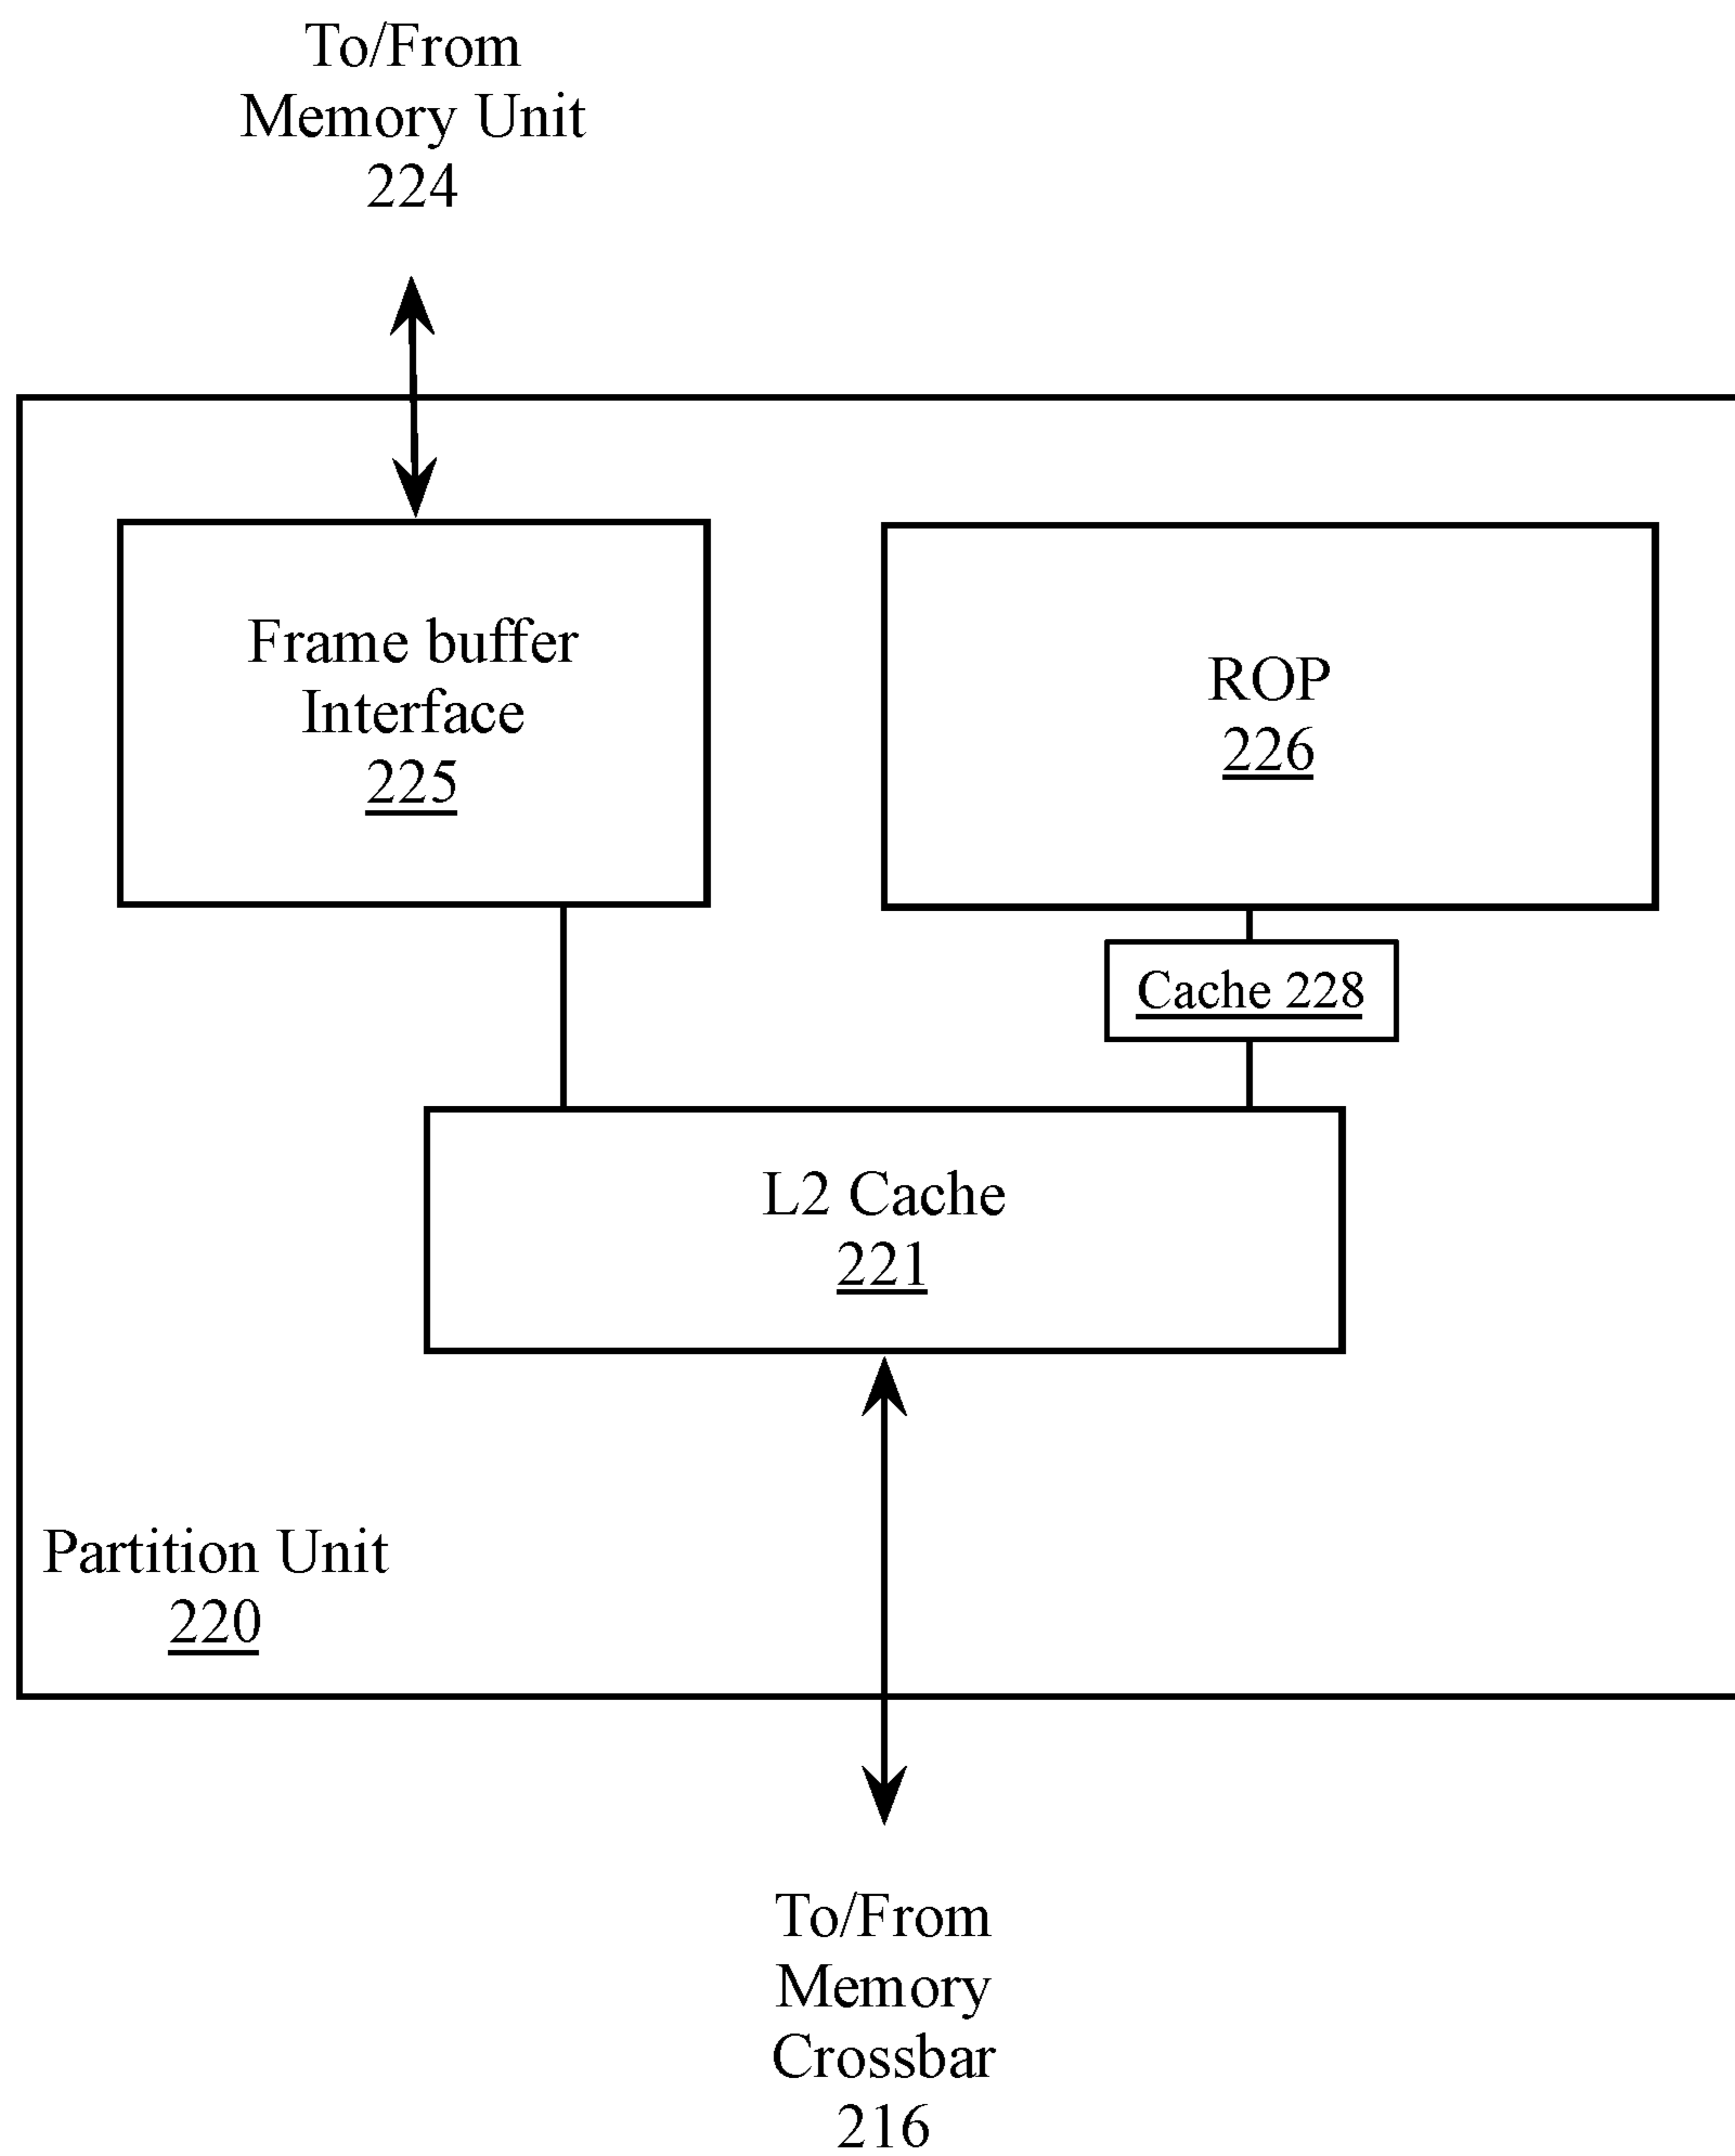 To/From
Memory Unit
224
Frame buffer
Interface
225
ROP
226
Cache 228
L2 Cache
221
Partition Unit
220
To/From
Memory
Crossbar
216